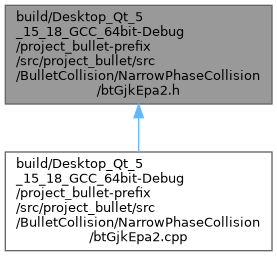 build/Desktop_Qt_5
_15_18_GCC_64bit-Debug
/project_bullet-prefix
/src/project_bullet/src
/BulletCollision/NarrowPhaseCollision
/btGjkEpa2.h
build/Desktop_Qt_5
_15_18_GCC_64bit-Debug
/project_bullet-prefix
/src/project_bullet/src
/BulletCollision/NarrowPhaseCollision
/btGjkEpa2.cpp